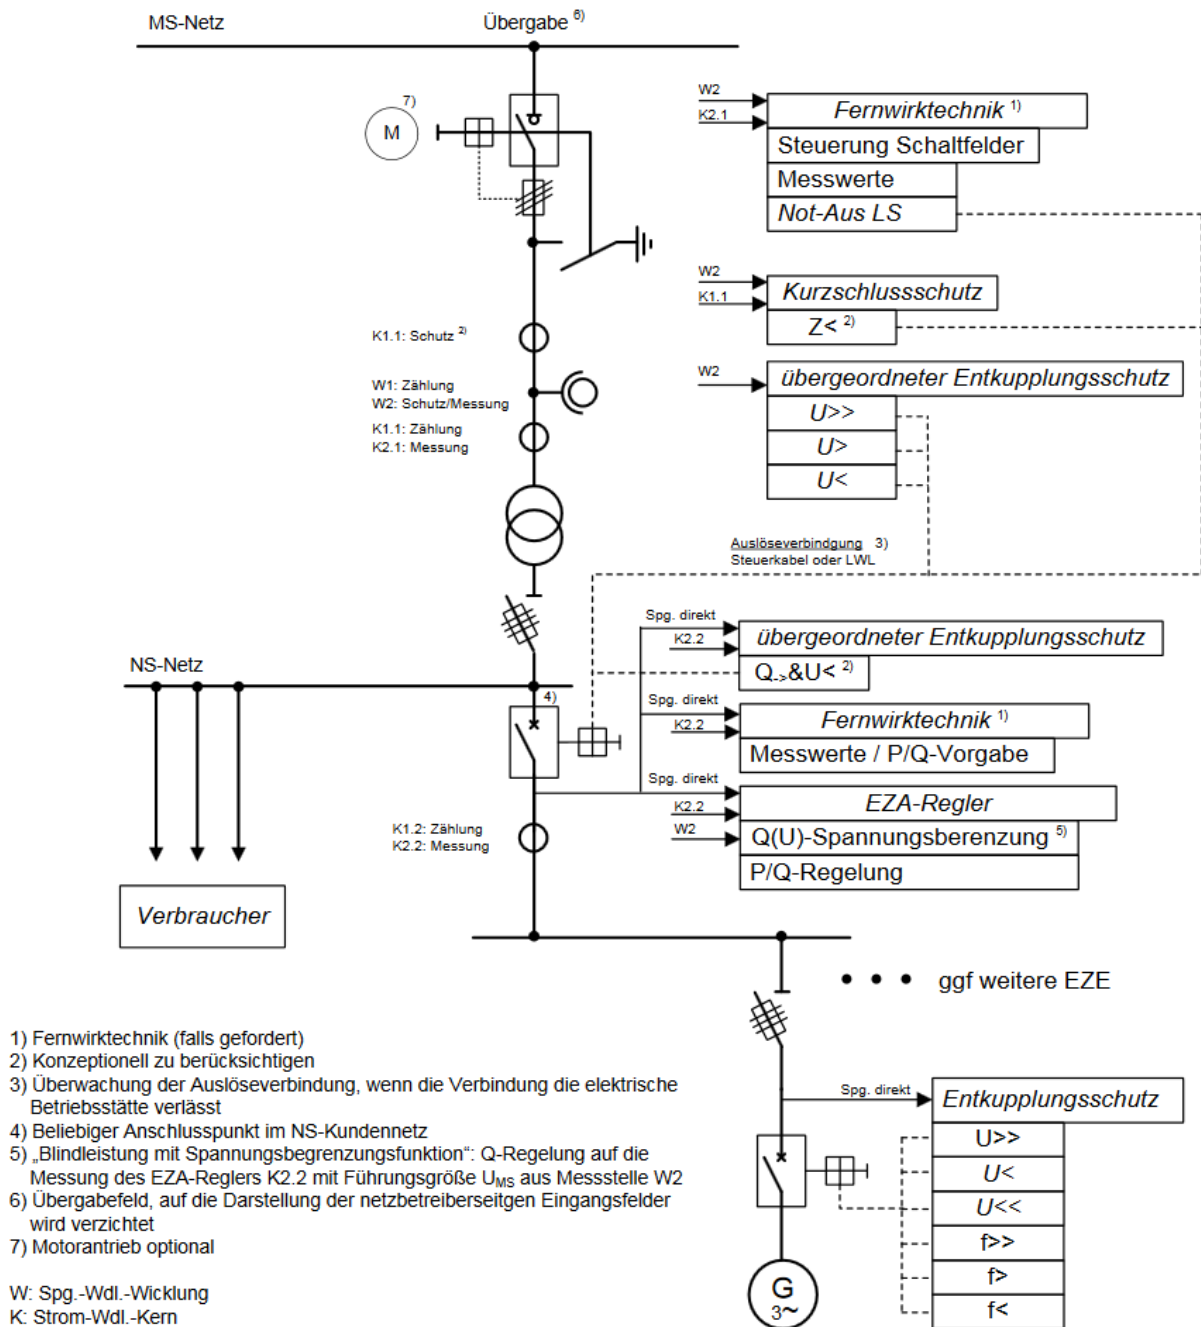 MS-Netz
Übergabe 6)
7)
M
W2
K2.1
Fernwirktechnik 1)
Steuerung Schaltfelder
Messwerte
Not-Aus LS
W2
K1.1
Kurzschlussschutz
Z< 2)
K1.1: Schutz 2)
W1: Zählung
W2: Schutz/Messung
K1.1: Zählung
K2.1: Messung
W2
übergeordneter Entkupplungsschutz
U>>
U>
U<
Auslöseverbindgung 3)
Steuerkabel oder LWL
Spg. direkt
K2.2
übergeordneter Entkupplungsschutz
Q->&U< 2)
NS-Netz
4)
Spg. direkt
K2.2
Fernwirktechnik 1)
Messwerte / P/Q-Vorgabe
Spg. direkt
K2.2
W2
EZA-Regler
Q(U)-Spannungsberenzung 5)
P/Q-Regelung
K1.2: Zählung
K2.2: Messung
Verbraucher
ggf weitere EZE
1) Fernwirktechnik (falls gefordert)
2) Konzeptionell zu berücksichtigen
3) Überwachung der Auslöseverbindung, wenn die Verbindung die elektrische
Betriebsstätte verlässt
4) Beliebiger Anschlusspunkt im NS-Kundennetz
5) „Blindleistung mit Spannungsbegrenzungsfunktion“: Q-Regelung auf die
Messung des EZA-Reglers K2.2 mit Führungsgröße UMS aus Messstelle W2
6) Übergabefeld, auf die Darstellung der netzbetreiberseitgen Eingangsfelder
wird verzichtet
7) Motorantrieb optional
W: Spg.-Wdl.-Wicklung
K: Strom-Wdl.-Kern
Spg. direkt
Entkupplungsschutz
U>>
U<
U<<
f>>
f>
f<
G
3~